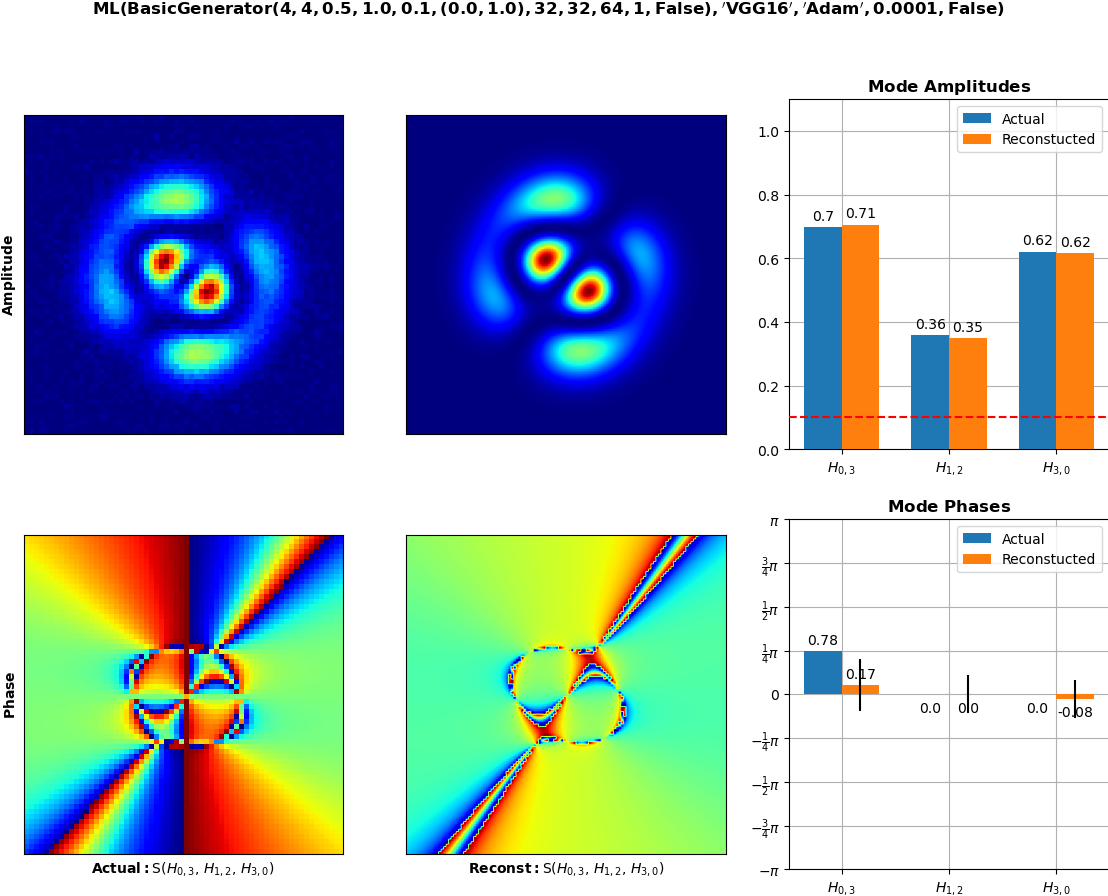 ML(BasicGenerator(4, 4, 0.5, 1.0, 0.1, (0.0, 1.0), 32, 32, 64, 1, False), 'VGG16', 'Adam', 0.0001, False)
Amplitude
Mode Amplitudes
Actual
Reconstucted
1.0
0.8
0.6
0.4
0.2
0.0
0.7
0.71
0.36
0.35
0.62
0.62
H0,3
H1,2
H3,0
Phase
Actual: S(H0,3, H1,2, H3,0)
Reconst: S(H0,3, H1,2, H3,0)
Mode Phases
Actual
Reconstucted
π
3/4π
1/2π
1/4π
0
−1/4π
−1/2π
−3/4π
−π
0.78
0.17
0.0
0.0
0.0
-0.08
H0,3
H1,2
H3,0